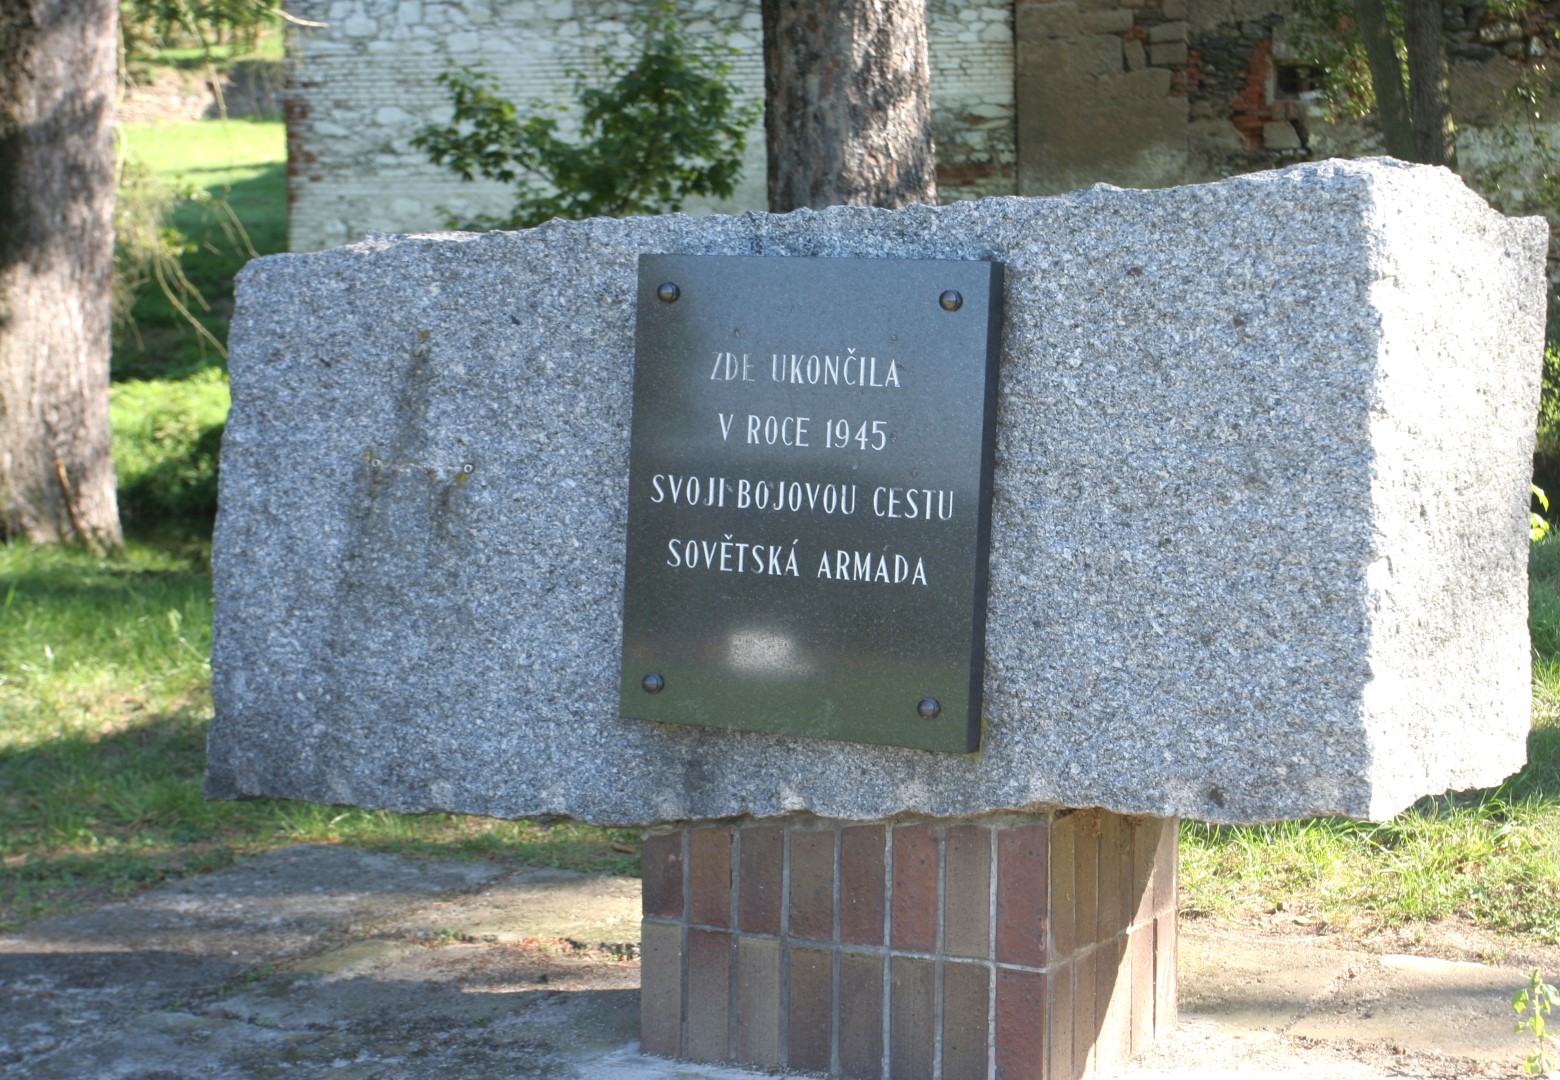 ZDE UKONČILA
V ROCE 1945
SVOJI BOJOVOU CESTU
SOVĚTSKÁ ARMÁDA